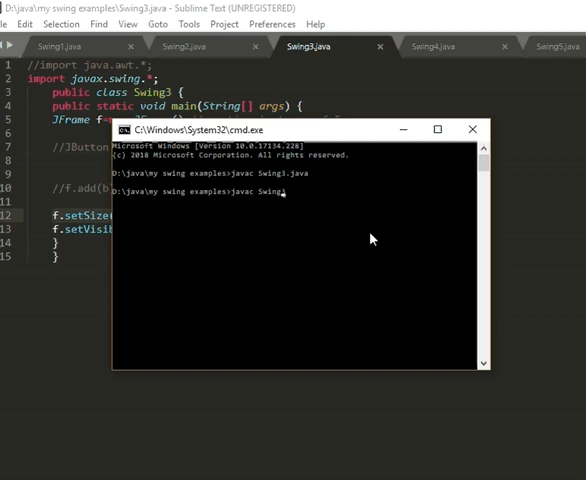 D:\java\my swing examples\Swing3.java - Sublime Text (UNREGISTERED)
File Edit Selection Find View Goto Tools Project Preferences Help
Swing1.java × Swing2.java × Swing3.java × Swing4.java × Swing5.java
1 //import java.awt.*;
2 import javax.swing.*;
3 public class Swing3 {
4 public static void main(String[] args) {
5 JFrame f=
6
7 //JButton
8
9
10 //f.add(b
11
12 f.setSize(
13 f.setVisib
14 }
15 }
C:\Windows\System32\cmd.exe
Microsoft Windows [Version 10.0.17134.228]
(c) 2018 Microsoft Corporation. All rights reserved.
D:\java\my swing examples>javac Swing3.java
D:\java\my swing examples>javac Swing3